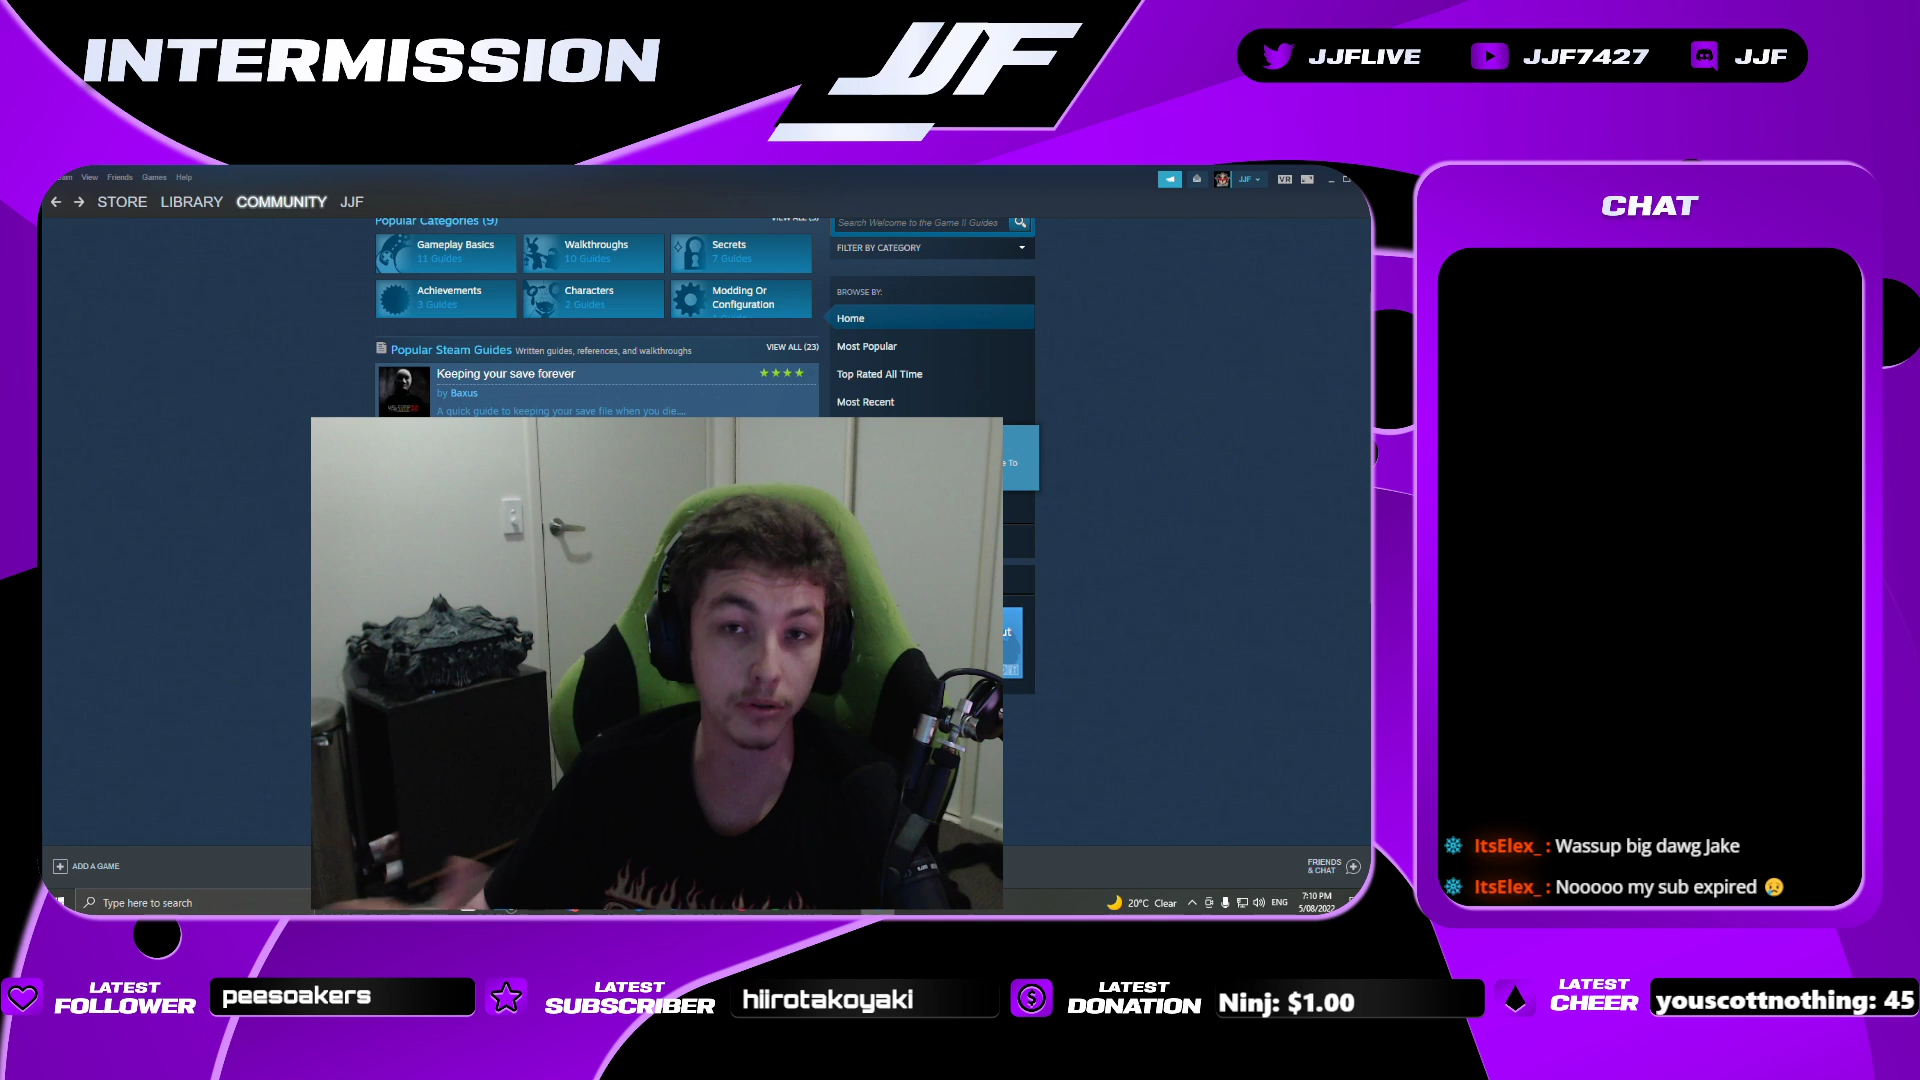 INTERMISSION
JJF
JJFLIVE
JJF7427
JJF
View Friends Games Help
JJF
VR
STORE LIBRARY COMMUNITY JJF
Popular Categories (9)
Gameplay Basics
11 Guides
Walkthroughs
10 Guides
Secrets
7 Guides
Achievements
3 Guides
Characters
2 Guides
Modding Or
Configuration
Popular Steam Guides Written guides, references, and walkthroughs
VIEW ALL (23)
Keeping your save forever
by Baxus
A quick guide to keeping your save file when you die....
Search Welcome to the Game II Guides
FILTER BY CATEGORY
BROWSE BY:
Home
Most Popular
Top Rated All Time
Most Recent
To
ADD A GAME
FRIENDS
& CHAT
Type here to search
20°C Clear
ENG
7:10 PM
5/08/2022
CHAT
ItsElex_ : Wassup big dawg Jake
ItsElex_ : Nooooo my sub expired 😥
LATEST
FOLLOWER
peesoakers
LATEST
SUBSCRIBER
hiirotakoyaki
LATEST
DONATION
Ninj: $1.00
LATEST
CHEER
youscottnothing: 45